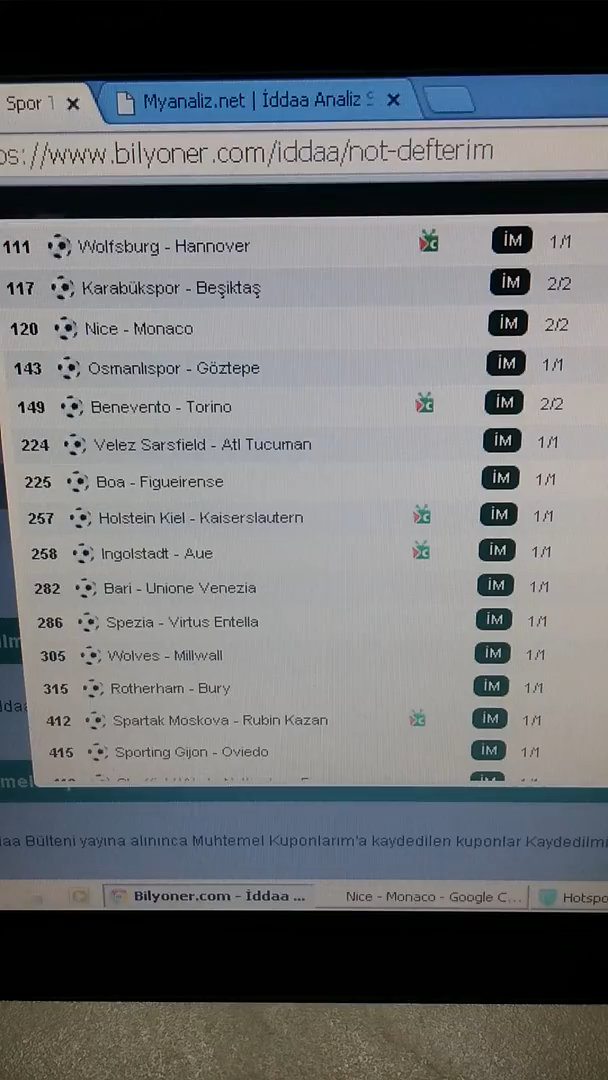 Spor T × Myanaliz.net | İddaa Analiz S ×
ps://www.bilyoner.com/iddaa/not-defterim
111 Wolfsburg - Hannover İM 1/1
117 Karabükspor - Beşiktaş İM 2/2
120 Nice - Monaco İM 2/2
143 Osmanlıspor - Göztepe İM 1/1
149 Benevento - Torino İM 2/2
224 Velez Sarsfield - Atl Tucuman İM 1/1
225 Boa - Figueirense İM 1/1
257 Holstein Kiel - Kaiserslautern İM 1/1
258 Ingolstadt - Aue İM 1/1
282 Bari - Unione Venezia İM 1/1
286 Spezia - Virtus Entella İM 1/1
305 Wolves - Millwall İM 1/1
315 Rotherham - Bury İM 1/1
412 Spartak Moskova - Rubin Kazan İM 1/1
415 Sporting Gijon - Oviedo İM 1/1
daa Bülteni yayına alınınca Muhtemel Kuponlarım'a kaydedilen kuponlar Kaydedilmi
Bilyoner.com - İddaa ... Nice - Monaco - Google C... Hotspo